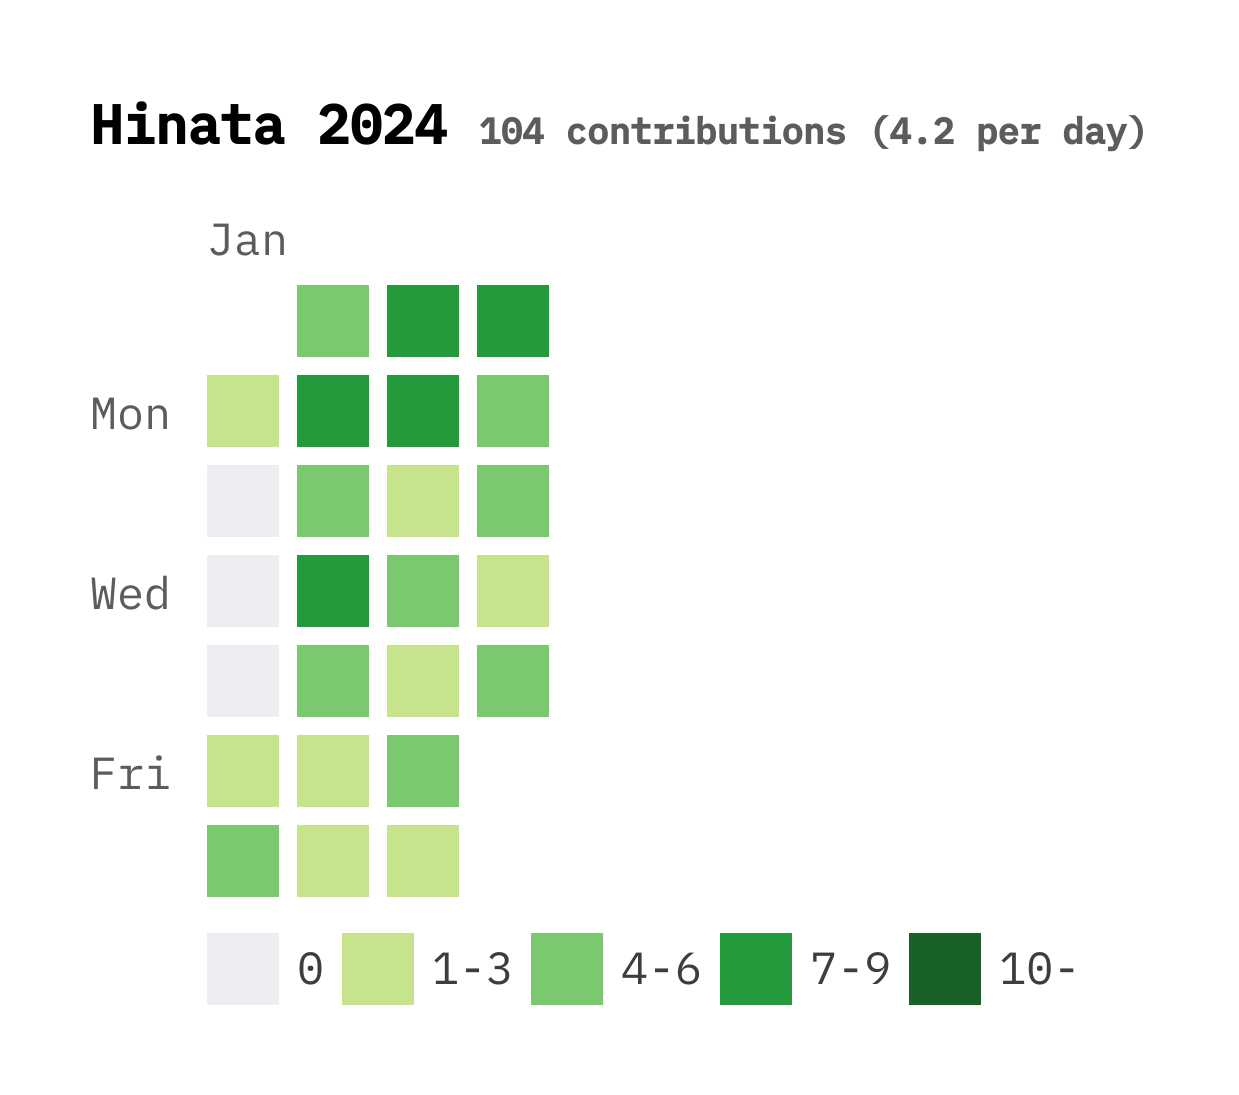 Hinata 2024 104 contributions (4.2 per day)
Jan
Mon
Wed
Fri
0 1-3 4-6 7-9 10-